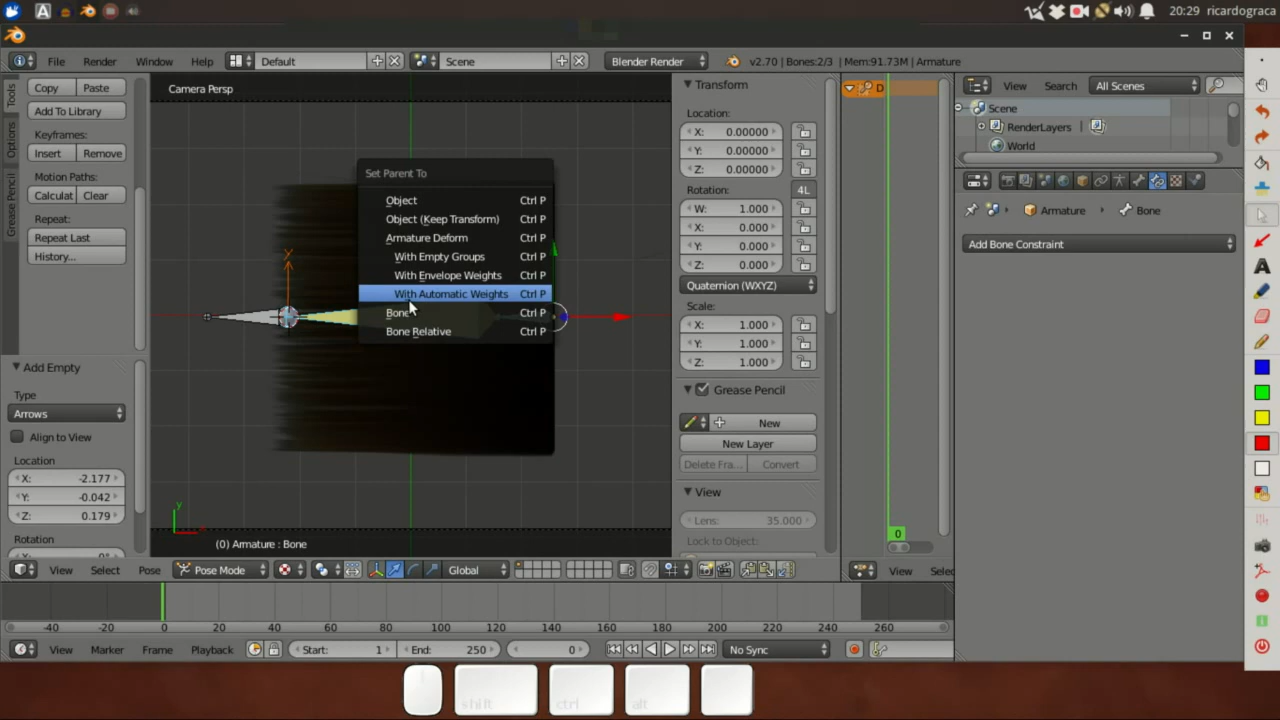 20:29 ricardograca
File Render Window Help Default Scene Blender Render v2.70 | Bones:2/3 | Mem:91.73M | Armature
Copy Paste
Add To Library
Keyframes:
Insert Remove
Motion Paths:
Calculat Clear
Repeat:
Repeat Last
History...
Tools
Options
Grease Pencil
Add Empty
Type
Arrows
Align to View
Location
X: -2.177
Y: -0.042
Z: 0.179
Rotation
Camera Persp
Set Parent To
Object Ctrl P
Object (Keep Transform) Ctrl P
Armature Deform Ctrl P
With Empty Groups Ctrl P
With Envelope Weights Ctrl P
With Automatic Weights Ctrl P
Bone Ctrl P
Bone Relative Ctrl P
X
y
(0) Armature : Bone
Transform
Location:
X: 0.00000
Y: 0.00000
Z: 0.00000
Rotation: 4L
W: 1.000
X: 0.000
Y: 0.000
Z: 0.000
Quaternion (WXYZ)
Scale:
X: 1.000
Y: 1.000
Z: 1.000
Grease Pencil
New
New Layer
Delete Fra... Convert
View
Lens: 35.000
Lock to Object:
D
0
View Search All Scenes
Scene
RenderLayers
World
Armature Bone
Add Bone Constraint
View Select Pose Pose Mode Global
View Selec
-40 -20 0 20 40 60 80 100 120 140 160 180 200 220 240 260
View Marker Frame Playback Start: 1 End: 250 0 No Sync
shift ctrl alt